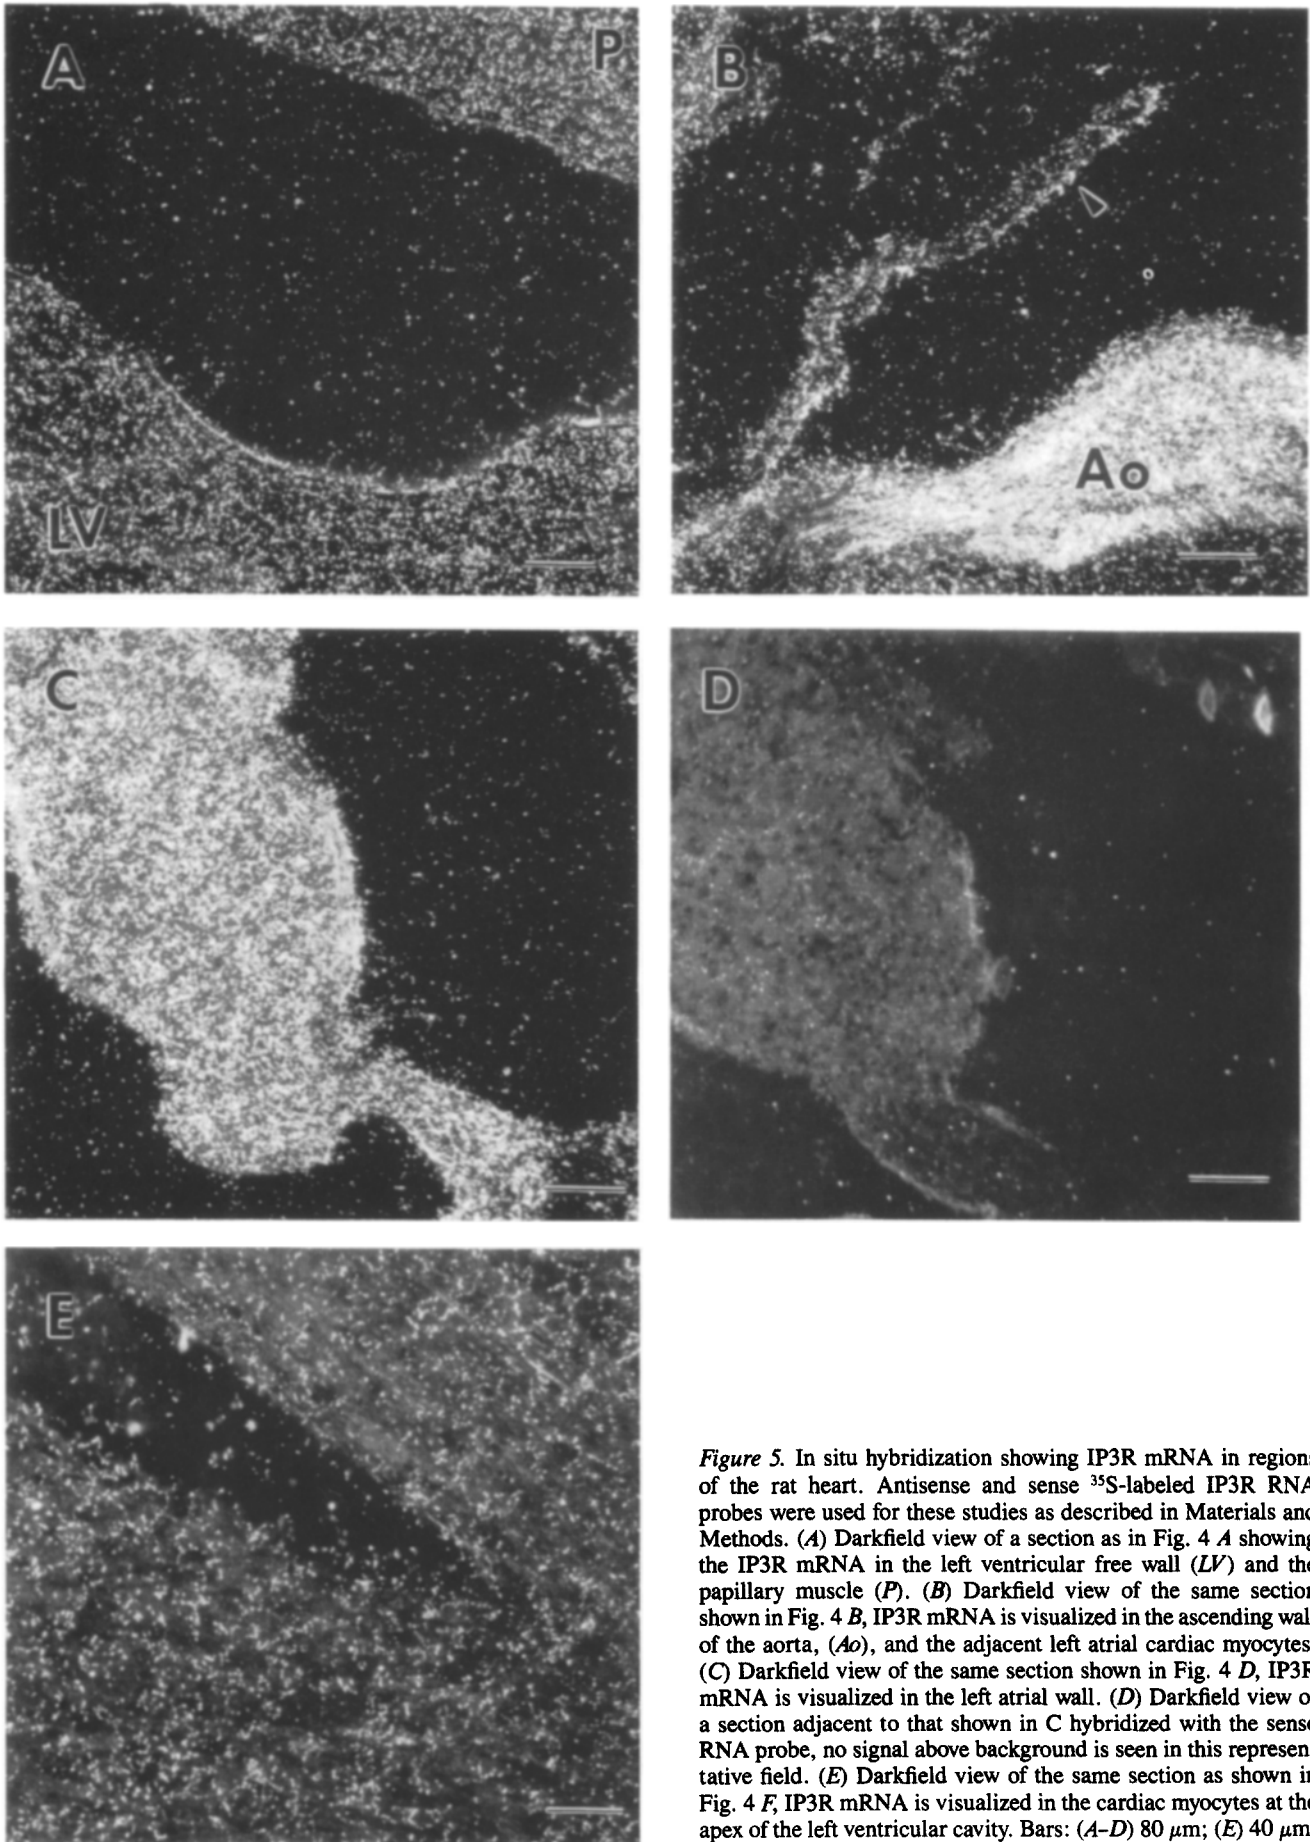 A
P
LV
B
Ao
C
D
E
Figure 5. In situ hybridization showing IP3R mRNA in region
of the rat heart. Antisense and sense ³⁵S-labeled IP3R RNA
probes were used for these studies as described in Materials and
Methods. (A) Darkfield view of a section as in Fig. 4 A showing
the IP3R mRNA in the left ventricular free wall (LV) and the
papillary muscle (P). (B) Darkfield view of the same section
shown in Fig. 4 B, IP3R mRNA is visualized in the ascending wal
of the aorta, (Ao), and the adjacent left atrial cardiac myocytes
(C) Darkfield view of the same section shown in Fig. 4 D, IP3R
mRNA is visualized in the left atrial wall. (D) Darkfield view o
a section adjacent to that shown in C hybridized with the sense
RNA probe, no signal above background is seen in this represen
tative field. (E) Darkfield view of the same section as shown in
Fig. 4 F, IP3R mRNA is visualized in the cardiac myocytes at the
apex of the left ventricular cavity. Bars: (A–D) 80 μm; (E) 40 μm